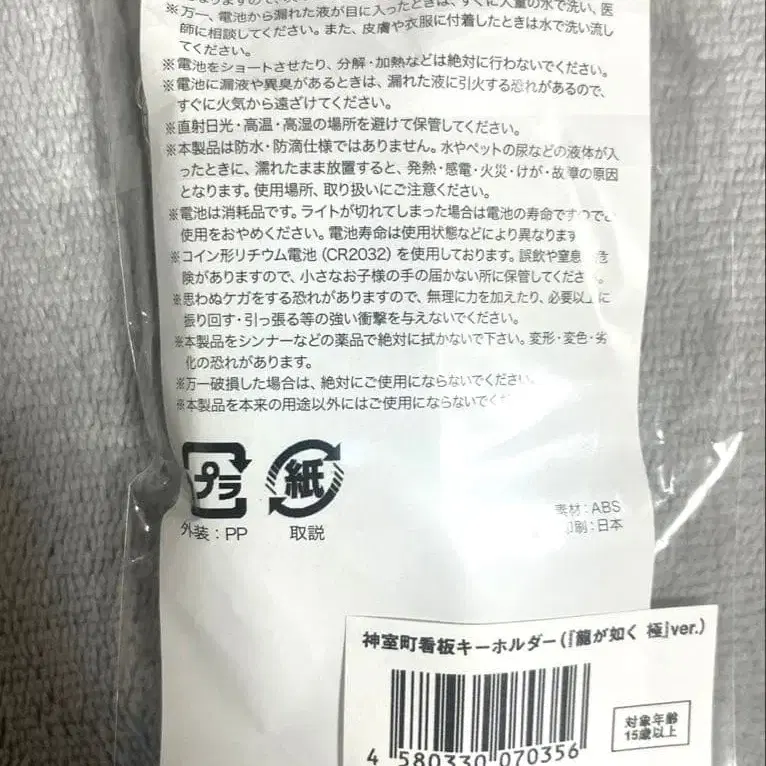 ※万一、電池から漏れた液が目に入ったときは、すぐに大量の水で洗い、医
師に相談してください。また、皮膚や衣服に付着したときは水で洗い流し
てください。
※電池をショートさせたり、分解・加熱などは絶対に行わないでください。
※電池に漏液や異臭があるときは、漏れた液に引火する恐れがあるので、
すぐに火気から遠ざけてください。
※直射日光・高温・高湿の場所を避けて保管してください。
※本製品は防水・防滴仕様ではありません。水やペットの尿などの液体が入
ったときに、濡れたまま放置すると、発熱・感電・火災・けが・故障の原因
となります。使用場所、取り扱いにご注意ください。
※電池は消耗品です。ライトが切れてしまった場合は電池の寿命ですので
使用をおやめください。電池寿命は使用状態などにより異なります
※コイン形リチウム電池（CR2032）を使用しております。誤飲や窒息 危
険がありますので、小さなお子様の手の届かない所に保管してくださ
※思わぬケガをする恐れがありますので、無理に力を加えたり、必要以上に
振り回す・引っ張る等の強い衝撃を与えないでください。
※本製品をシンナーなどの薬品で絶対に拭かないで下さい。変形・変色・劣
化の恐れがあります。
※万一破損した場合は、絶対にご使用にならないでください。
※本製品を本来の用途以外にはご使用にならないでくだ
プラ 紙
外装：PP 取説
素材：ABS
印刷：日本
神室町看板キーホルダー（『龍が如く 極』ver.）
対象年齢
15歳以上
4 580330 070356